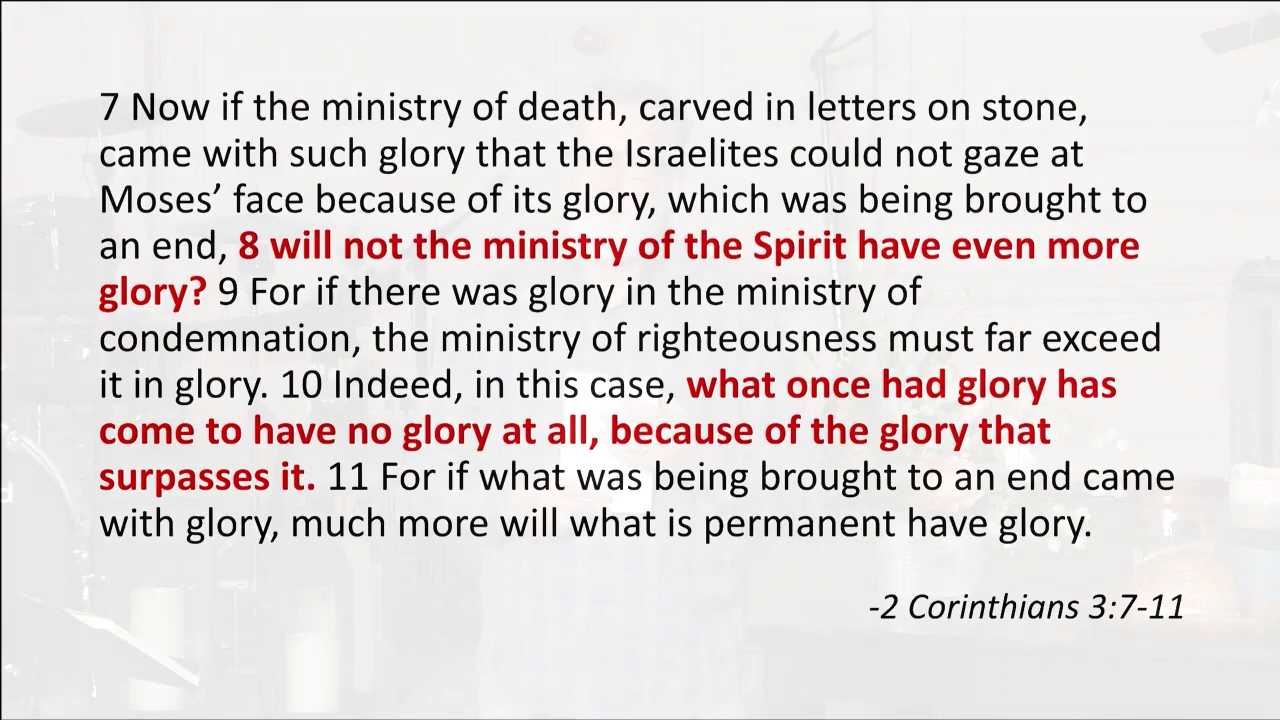 7 Now if the ministry of death, carved in letters on stone,
came with such glory that the Israelites could not gaze at
Moses’ face because of its glory, which was being brought to
an end, 8 will not the ministry of the Spirit have even more
glory? 9 For if there was glory in the ministry of
condemnation, the ministry of righteousness must far exceed
it in glory. 10 Indeed, in this case, what once had glory has
come to have no glory at all, because of the glory that
surpasses it. 11 For if what was being brought to an end came
with glory, much more will what is permanent have glory.
-2 Corinthians 3:7-11